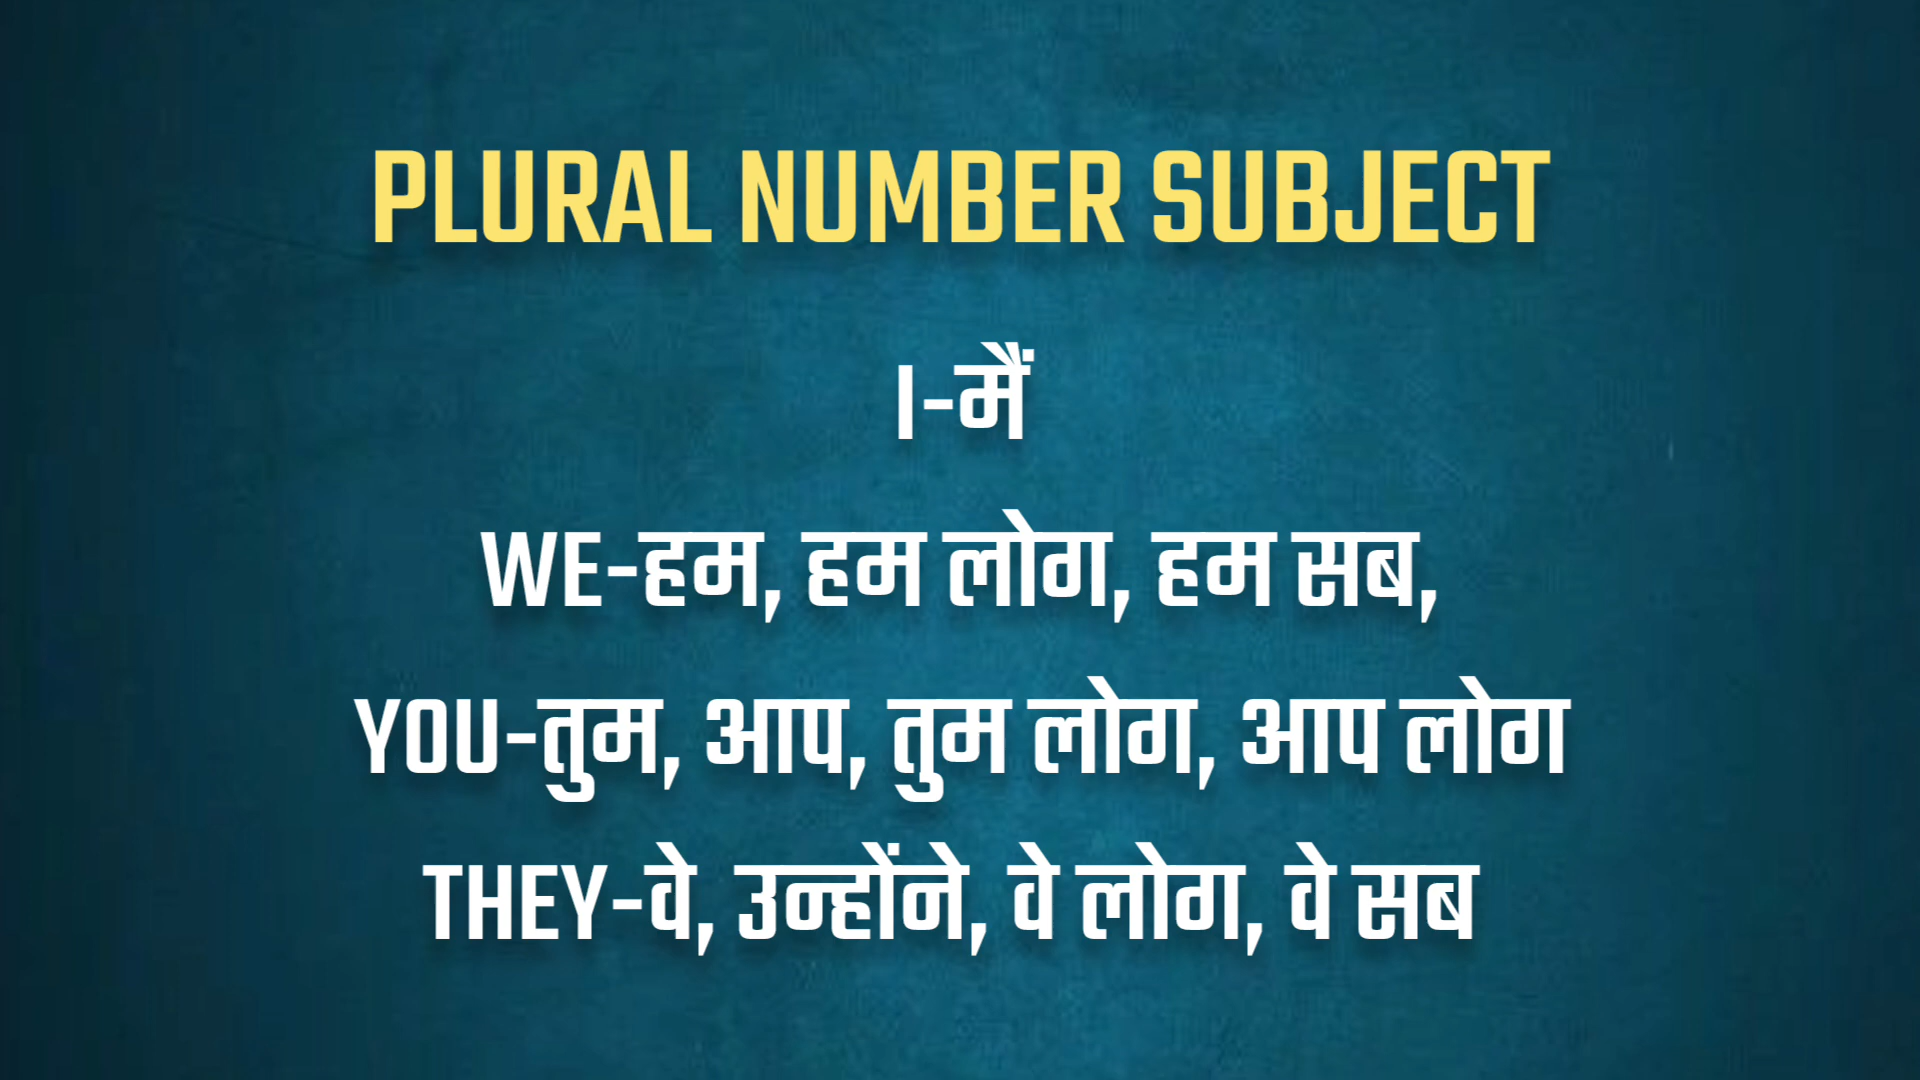 PLURAL NUMBER SUBJECT
I-मैं
WE-हम, हम लोग, हम सब,
YOU-तुम, आप, तुम लोग, आप लोग
THEY-वे, उन्होंने, वे लोग, वे सब